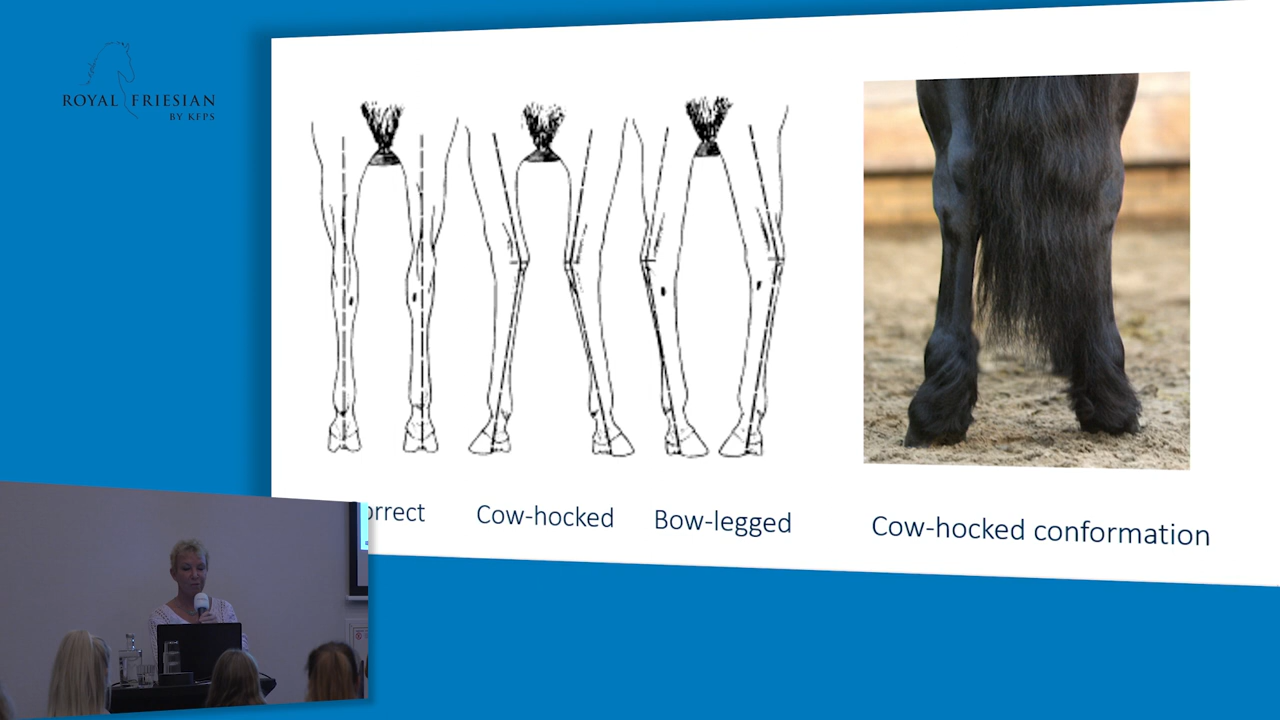 ROYAL FRIESIAN
BY KFPS
orrect
Cow-hocked
Bow-legged
Cow-hocked conformation